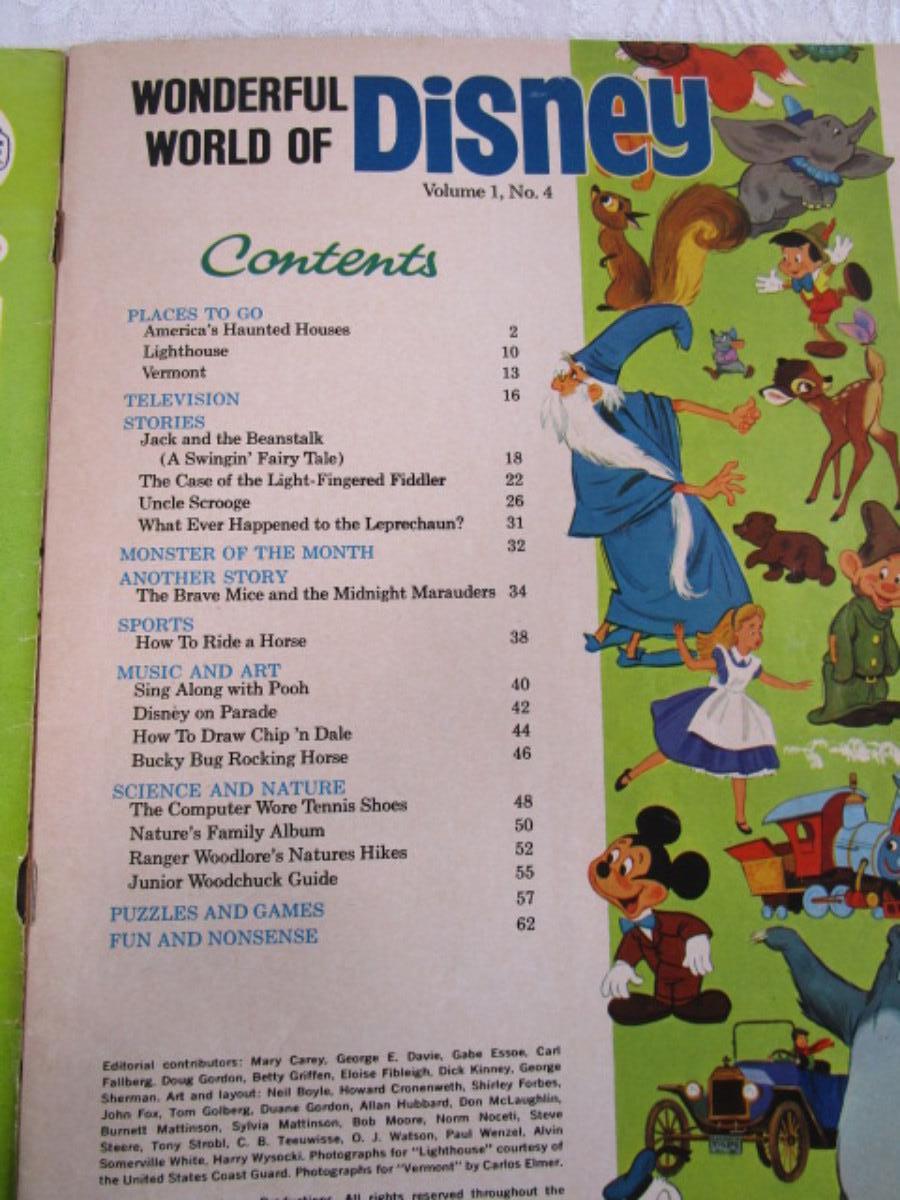 WONDERFUL
WORLD OF Disney
Volume 1, No. 4
Contents
PLACES TO GO
America's Haunted Houses 2
Lighthouse 10
Vermont 13
TELEVISION 16
STORIES
Jack and the Beanstalk
(A Swingin' Fairy Tale) 18
The Case of the Light-Fingered Fiddler 22
Uncle Scrooge 26
What Ever Happened to the Leprechaun? 31
MONSTER OF THE MONTH 32
ANOTHER STORY
The Brave Mice and the Midnight Marauders 34
SPORTS
How To Ride a Horse 38
MUSIC AND ART
Sing Along with Pooh 40
Disney on Parade 42
How To Draw Chip 'n Dale 44
Bucky Bug Rocking Horse 46
SCIENCE AND NATURE
The Computer Wore Tennis Shoes 48
Nature's Family Album 50
Ranger Woodlore's Natures Hikes 52
Junior Woodchuck Guide 55
PUZZLES AND GAMES 57
FUN AND NONSENSE 62
Editorial contributors: Mary Carey, George E. Davie, Gabe Essoe, Carl
Fallberg, Doug Gordon, Betty Griffen, Eloise Fibleigh, Dick Kinney, George
Sherman. Art and layout: Neil Boyle, Howard Cronenweth, Shirley Forbes,
John Fox, Tom Golberg, Duane Gordon, Allan Hubbard, Don McLaughlin,
Burnett Mattinson, Sylvia Mattinson, Bob Moore, Norm Noceti, Steve
Steere, Tony Strobl, C. B. Teeuwisse, O. J. Watson, Paul Wenzel, Alvin
Somerville White, Harry Wysocki. Photographs for "Lighthouse" courtesy of
the United States Coast Guard. Photographs for "Vermont" by Carlos Elmer.
Productions. All rights reserved throughout the